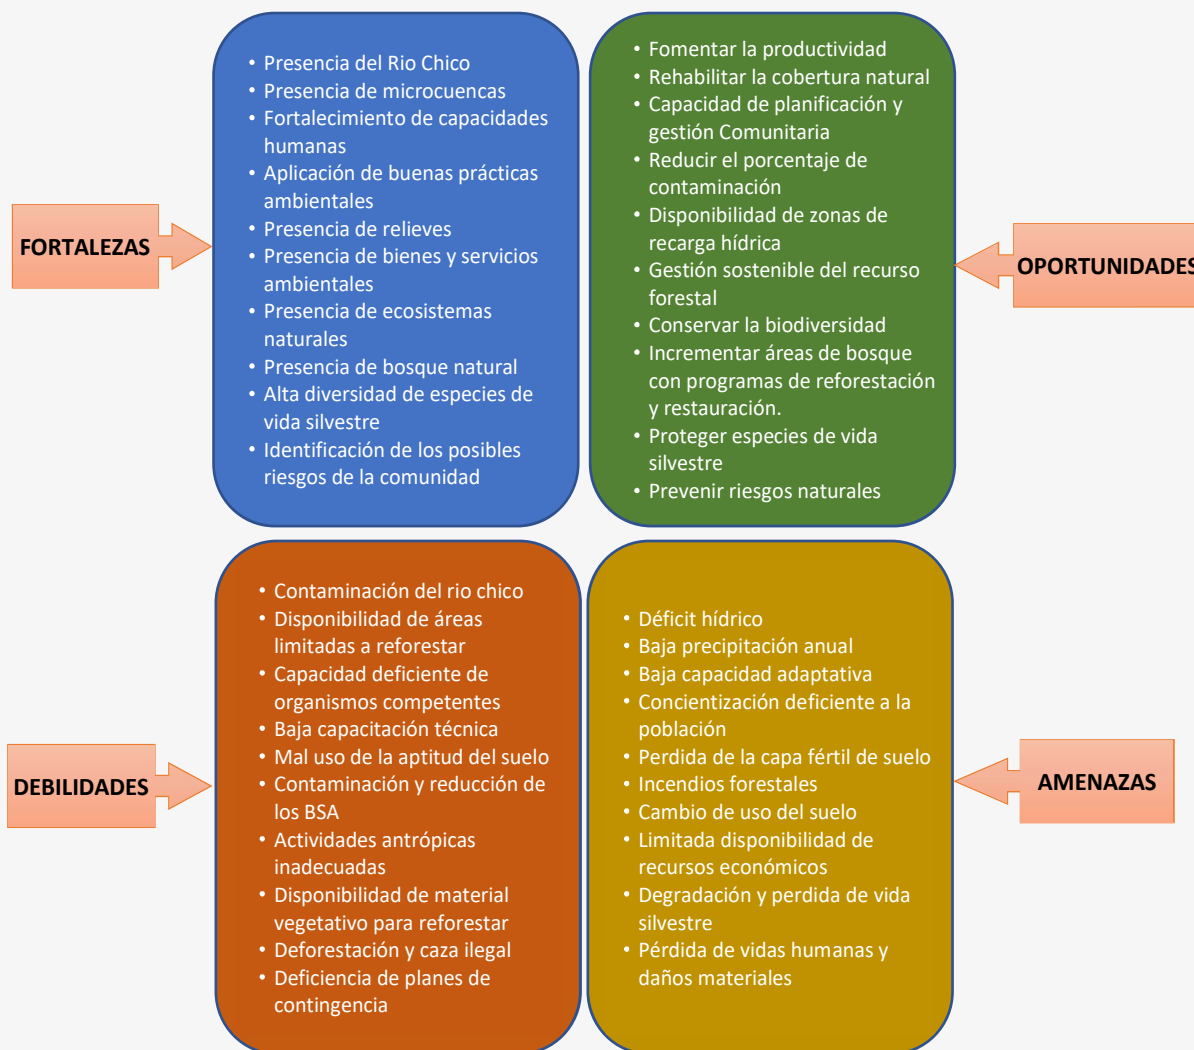 FORTALEZAS
• Presencia del Rio Chico
• Presencia de microcuencas
• Fortalecimiento de capacidades
humanas
• Aplicación de buenas prácticas
ambientales
• Presencia de relieves
• Presencia de bienes y servicios
ambientales
• Presencia de ecosistemas
naturales
• Presencia de bosque natural
• Alta diversidad de especies de
vida silvestre
• Identificación de los posibles
riesgos de la comunidad
OPORTUNIDADES
• Fomentar la productividad
• Rehabilitar la cobertura natural
• Capacidad de planificación y
gestión Comunitaria
• Reducir el porcentaje de
contaminación
• Disponibilidad de zonas de
recarga hídrica
• Gestión sostenible del recurso
forestal
• Conservar la biodiversidad
• Incrementar áreas de bosque
con programas de reforestación
y restauración.
• Proteger especies de vida
silvestre
• Prevenir riesgos naturales
DEBILIDADES
• Contaminación del rio chico
• Disponibilidad de áreas
limitadas a reforestar
• Capacidad deficiente de
organismos competentes
• Baja capacitación técnica
• Mal uso de la aptitud del suelo
• Contaminación y reducción de
los BSA
• Actividades antrópicas
inadecuadas
• Disponibilidad de material
vegetativo para reforestar
• Deforestación y caza ilegal
• Deficiencia de planes de
contingencia
AMENAZAS
• Déficit hídrico
• Baja precipitación anual
• Baja capacidad adaptativa
• Concientización deficiente a la
población
• Perdida de la capa fértil de suelo
• Incendios forestales
• Cambio de uso del suelo
• Limitada disponibilidad de
recursos económicos
• Degradación y perdida de vida
silvestre
• Pérdida de vidas humanas y
daños materiales